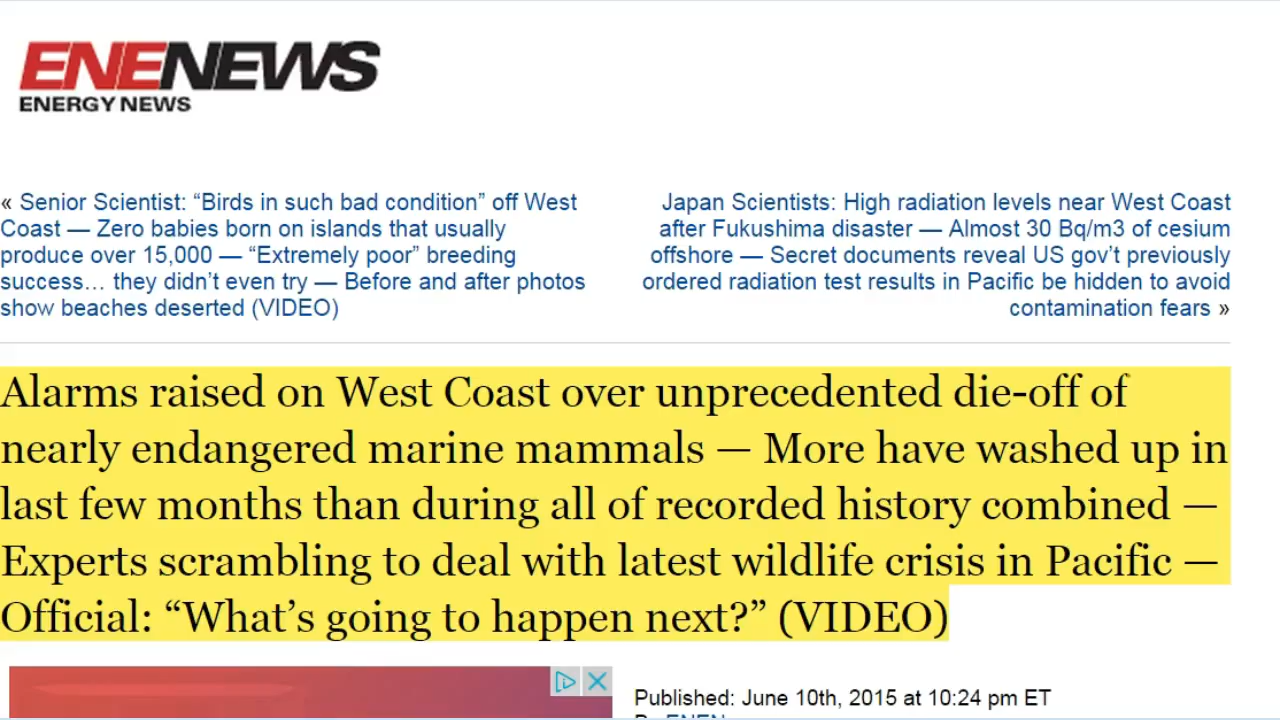 ENENEWS
ENERGY NEWS
« Senior Scientist: “Birds in such bad condition” off West
Coast — Zero babies born on islands that usually
produce over 15,000 — “Extremely poor” breeding
success… they didn’t even try — Before and after photos
show beaches deserted (VIDEO)
Japan Scientists: High radiation levels near West Coast
after Fukushima disaster — Almost 30 Bq/m3 of cesium
offshore — Secret documents reveal US gov’t previously
ordered radiation test results in Pacific be hidden to avoid
contamination fears »
Alarms raised on West Coast over unprecedented die-off of
nearly endangered marine mammals — More have washed up in
last few months than during all of recorded history combined —
Experts scrambling to deal with latest wildlife crisis in Pacific —
Official: “What’s going to happen next?” (VIDEO)
Published: June 10th, 2015 at 10:24 pm ET